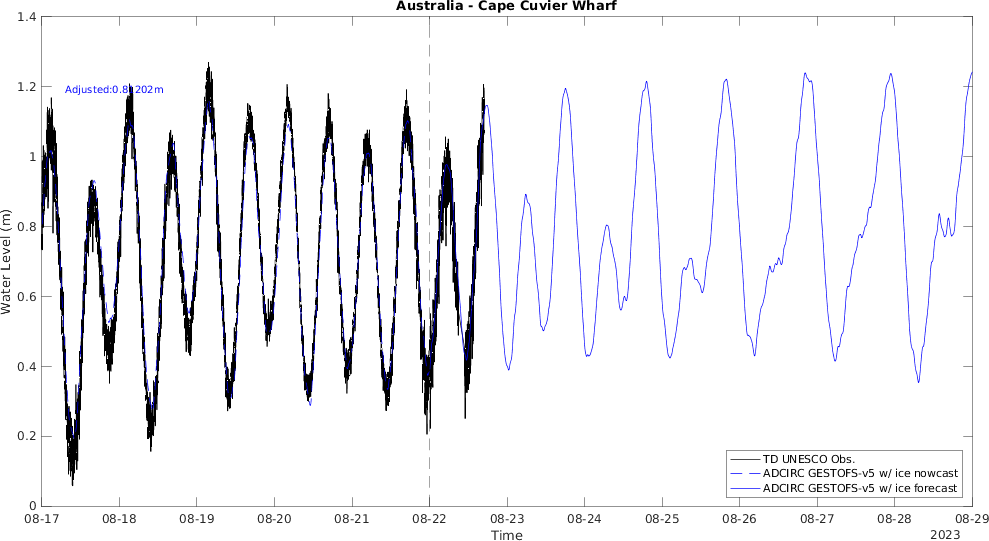 Australia - Cape Cuvier Wharf
1.4
1.2
1
0.8
0.6
0.4
0.2
0
Water Level (m)
TD UNESCO Obs.
ADCIRC GESTOFS-v5 w/ ice nowcast
ADCIRC GESTOFS-v5 w/ ice forecast
08-17 08-18 08-19 08-20 08-21 08-22 08-23 08-24 08-25 08-26 08-27 08-28 08-29
Time
2023